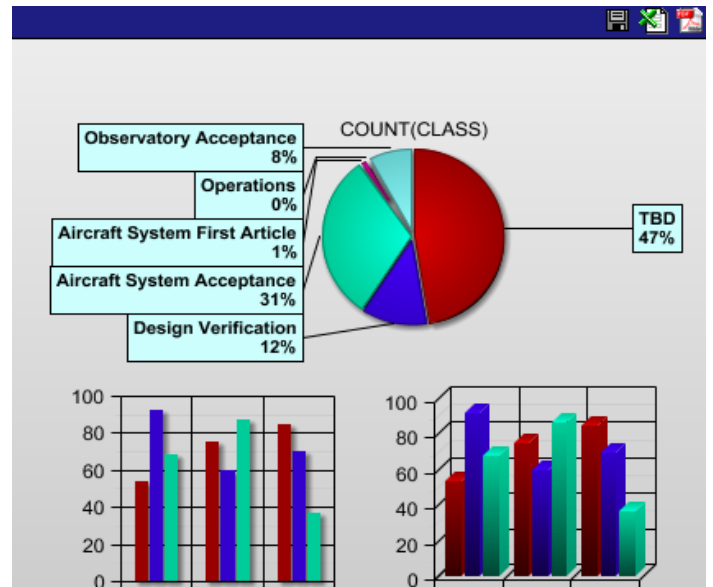 COUNT(CLASS)
Observatory Acceptance
8%
Operations
0%
Aircraft System First Article
1%
Aircraft System Acceptance
31%
Design Verification
12%
TBD
47%
100
80
60
40
20
0
100
80
60
40
20
0